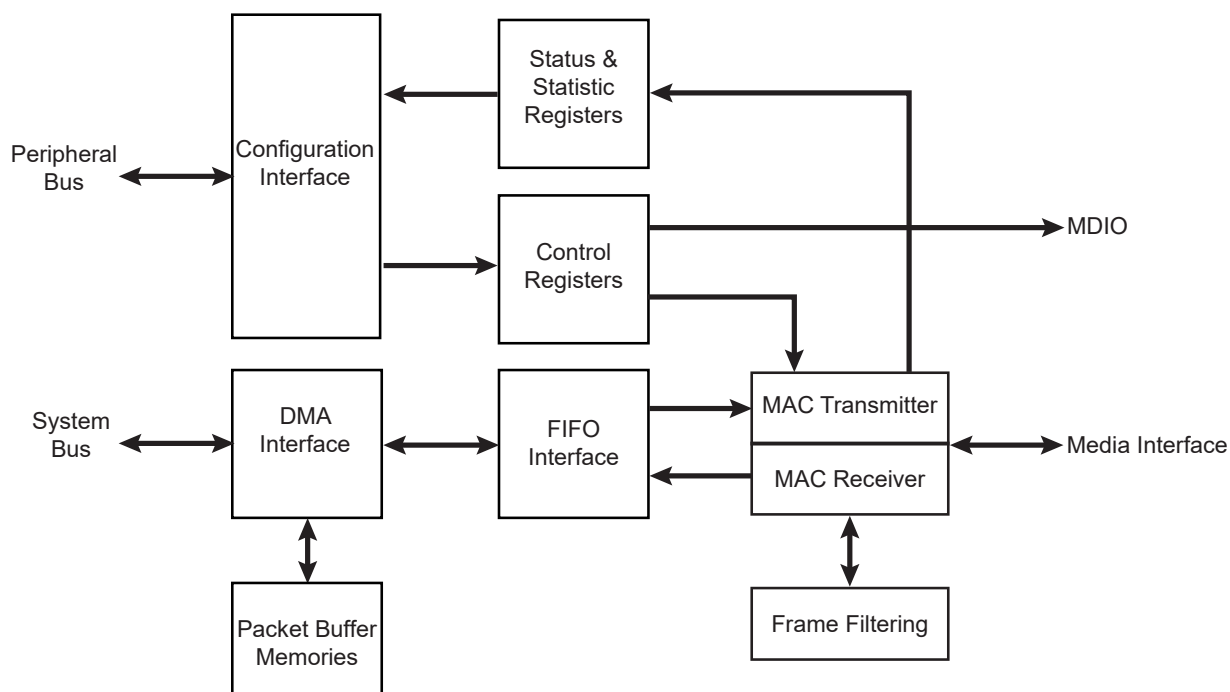 Status &
Statistic
Registers
Peripheral
Bus
Configuration
Interface
Control
Registers
MDIO
System
Bus
DMA
Interface
FIFO
Interface
MAC Transmitter
MAC Receiver
Media Interface
Packet Buffer
Memories
Frame Filtering